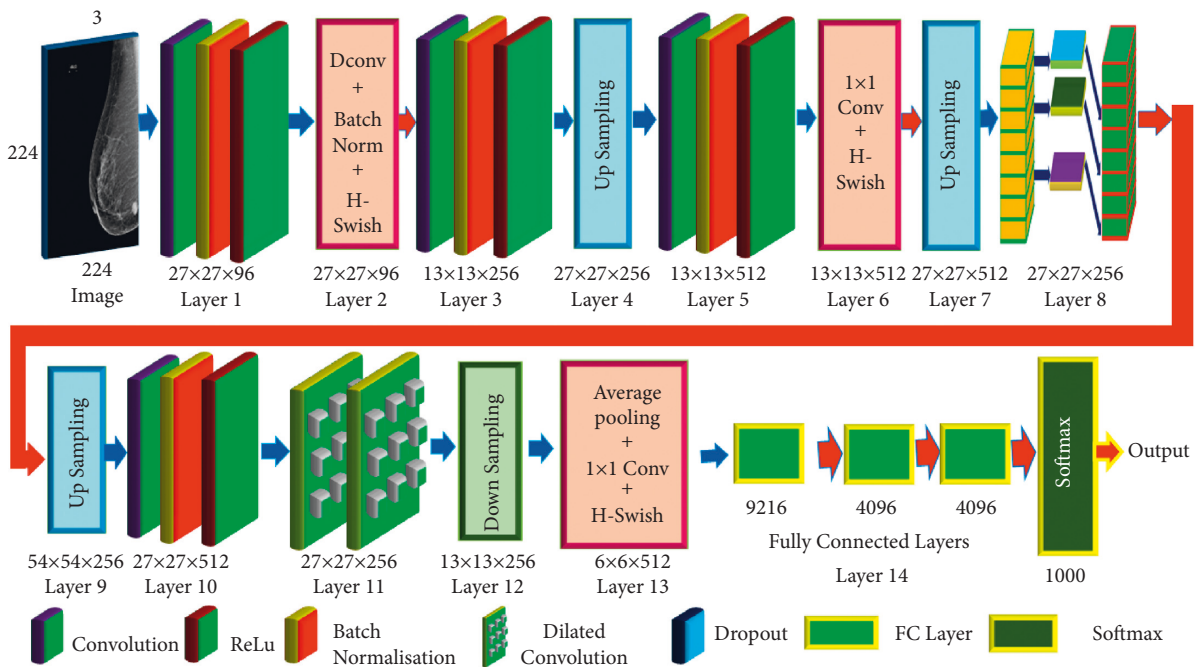 3
224
224
Image
27×27×96
Layer 1
Dconv
+
Batch
Norm
+
H-
Swish
27×27×96
Layer 2
13×13×256
Layer 3
Up Sampling
27×27×256
Layer 4
13×13×512
Layer 5
1×1
Conv
+
H-
Swish
13×13×512
Layer 6
Up Sampling
27×27×512
Layer 7
27×27×256
Layer 8
Up Sampling
54×54×256
Layer 9
27×27×512
Layer 10
27×27×256
Layer 11
Down Sampling
13×13×256
Layer 12
Average
pooling
+
1×1 Conv
+
H-Swish
6×6×512
Layer 13
9216
4096
4096
Fully Connected Layers
Layer 14
Softmax
1000
Output
Convolution
ReLu
Batch
Normalisation
Dilated
Convolution
Dropout
FC Layer
Softmax